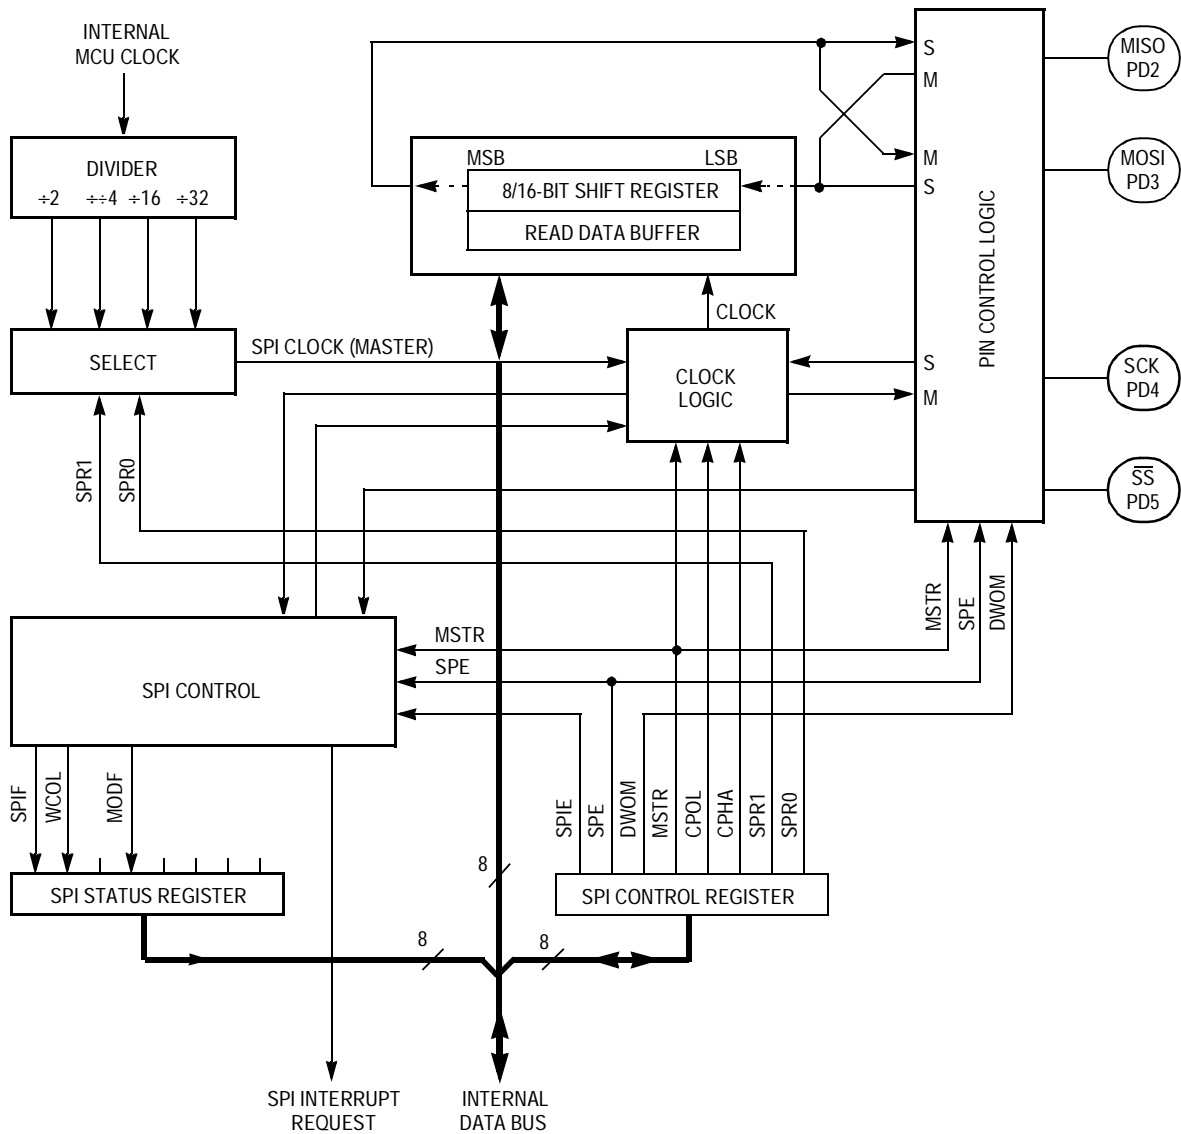 INTERNAL
MCU CLOCK
DIVIDER
÷2 ÷÷4 ÷16 ÷32
SELECT
SPI CLOCK (MASTER)
SPR1
SPR0
MSB LSB
8/16-BIT SHIFT REGISTER
READ DATA BUFFER
CLOCK
CLOCK
LOGIC
S
M
M
S
S
M
PIN CONTROL LOGIC
MISO
PD2
MOSI
PD3
SCK
PD4
SS
PD5
MSTR
SPE
DWOM
MSTR
SPE
SPI CONTROL
SPIF
WCOL
MODF
SPIE
SPE
DWOM
MSTR
CPOL
CPHA
SPR1
SPR0
SPI STATUS REGISTER
8
SPI CONTROL REGISTER
8
8
SPI INTERRUPT
REQUEST
INTERNAL
DATA BUS